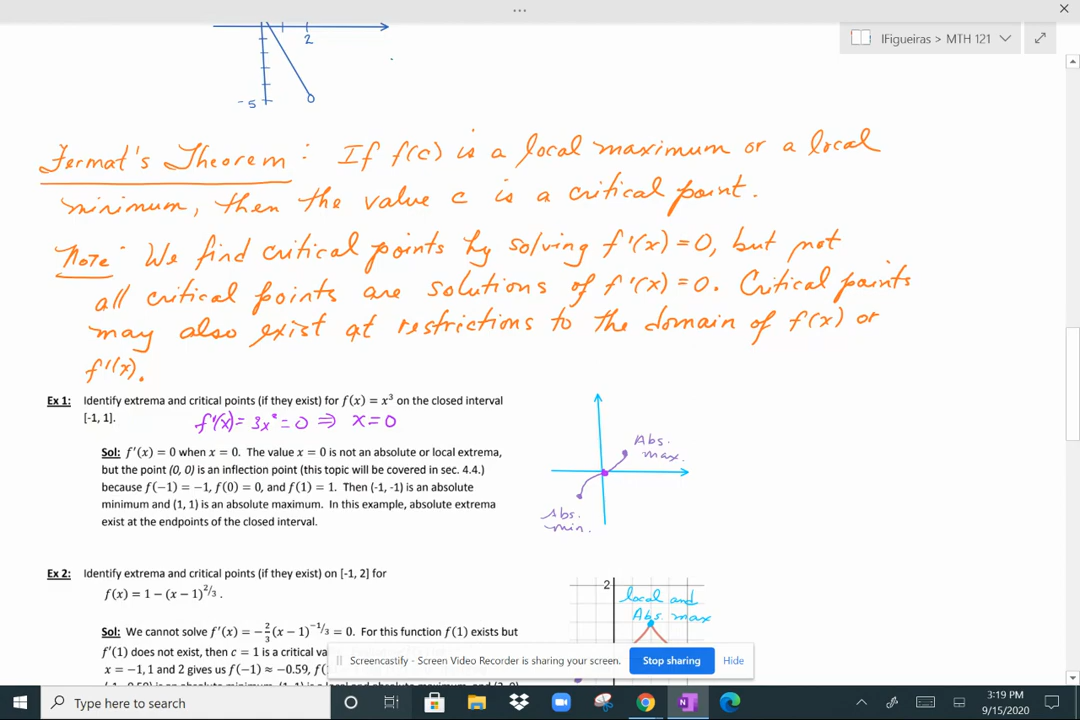 IFigueiras > MTH 121
2
-5
Fermat's Theorem : If f(c) is a local maximum or a local
minimum, then the value c is a critical point.
Note: We find critical points by solving f'(x) = 0, but not
all critical points are solutions of f'(x) = 0. Critical points
may also exist at restrictions to the domain of f(x) or
f'(x).
Ex 1: Identify extrema and critical points (if they exist) for f(x) = x³ on the closed interval
[-1, 1].
f'(x) = 3x² = 0 ⇒ x = 0
Sol: f'(x) = 0 when x = 0. The value x = 0 is not an absolute or local extrema,
but the point (0, 0) is an inflection point (this topic will be covered in sec. 4.4.)
because f(−1) = −1, f(0) = 0, and f(1) = 1. Then (-1, -1) is an absolute
minimum and (1, 1) is an absolute maximum. In this example, absolute extrema
exist at the endpoints of the closed interval.
Abs.
max.
Abs.
min.
Ex 2: Identify extrema and critical points (if they exist) on [-1, 2] for
f(x) = 1 − (x − 1)^2/3 .
2
local and
Abs. max
Sol: We cannot solve f'(x) = −2/3 (x − 1)^−1/3 = 0. For this function f(1) exists but
f'(1) does not exist, then c = 1 is a critical va
x = −1, 1 and 2 gives us f(−1) ≈ −0.59, f(
Screencastify - Screen Video Recorder is sharing your screen.
Stop sharing
Hide
Type here to search
3:19 PM
9/15/2020